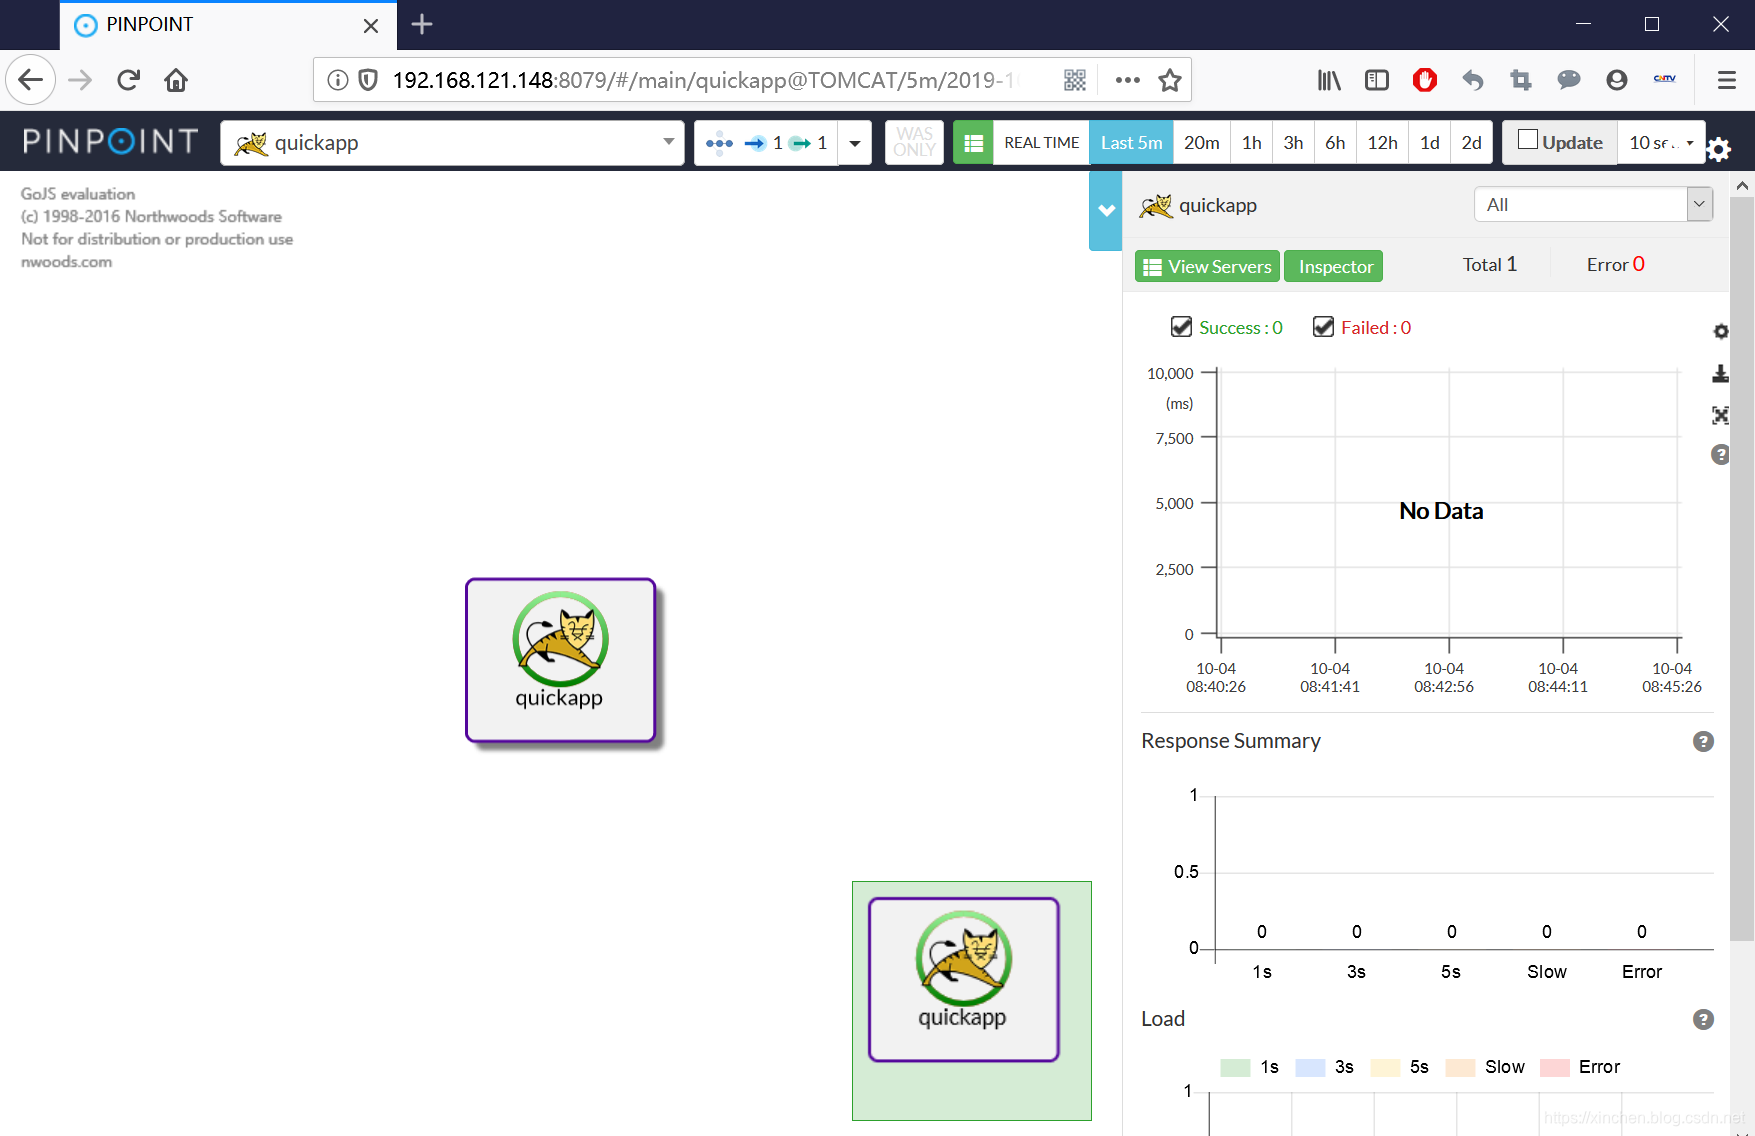 PINPOINT
192.168.121.148:8079/#/main/quickapp@TOMCAT/5m/2019-1
PINPOINT
quickapp
1 1
WAS ONLY
REAL TIME Last 5m 20m 1h 3h 6h 12h 1d 2d
Update
10 se
GoJS evaluation
(c) 1998-2016 Northwoods Software
Not for distribution or production use
nwoods.com
quickapp
All
View Servers Inspector Total 1 Error 0
Success : 0 Failed : 0
10,000
(ms)
7,500
5,000
2,500
0
No Data
10-04 10-04 10-04 10-04 10-04
08:40:26 08:41:41 08:42:56 08:44:11 08:45:26
quickapp
Response Summary
1
0.5
0
0 0 0 0 0
1s 3s 5s Slow Error
quickapp
Load
1s 3s 5s Slow Error
1
https://xinchen.blog.csdn.net